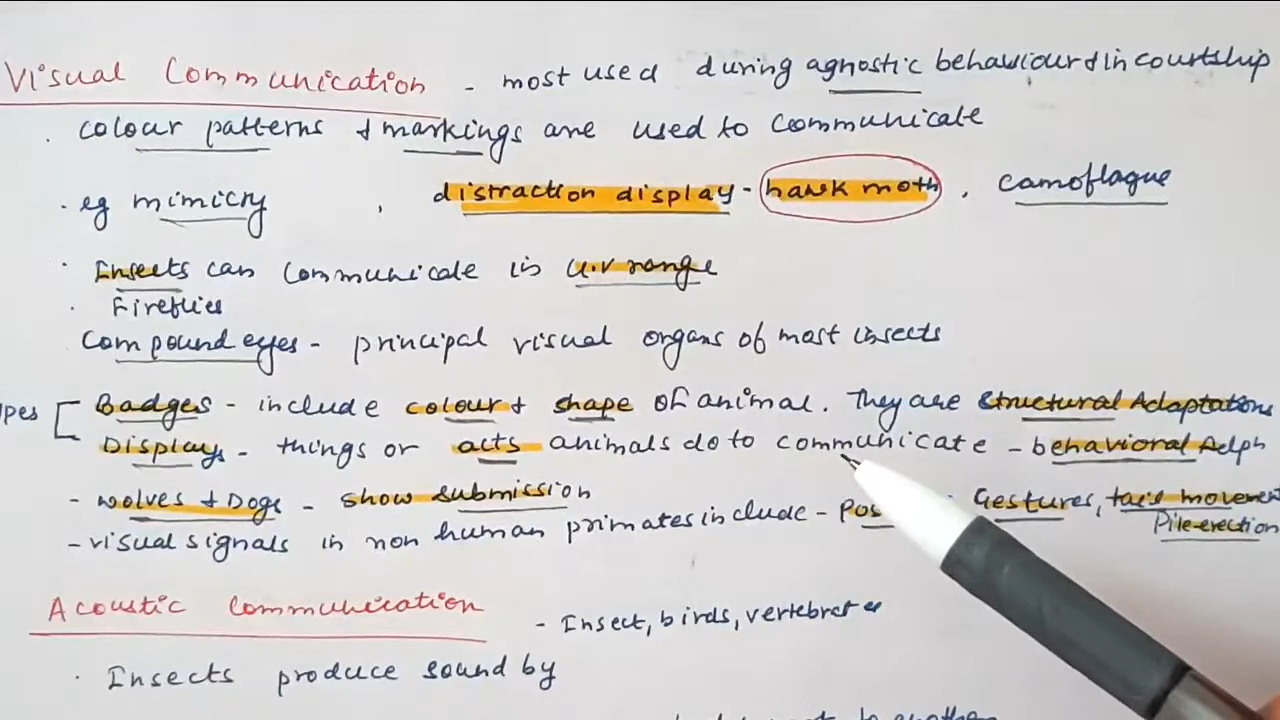 Visual Communication - most used during agnostic behaviour & in courtship
. colour patterns & markings are used to communicate
. eg mimicry , distraction display - hawk moth , camoflague
. Insects can communicate in u.v range
. Fireflies
Compound eyes - principal visual organs of most insects
Badges - include colour & shape of animal. They are structural Adaptations
Displays - things or acts animals do to communicate - behavioral Adph
- wolves & Dogs - show submission
- visual signals in non human primates include - Gestures, tail movement
Pile-erection
Acoustic Communication - Insect, birds, vertebrates
. Insects produce sound by
to another